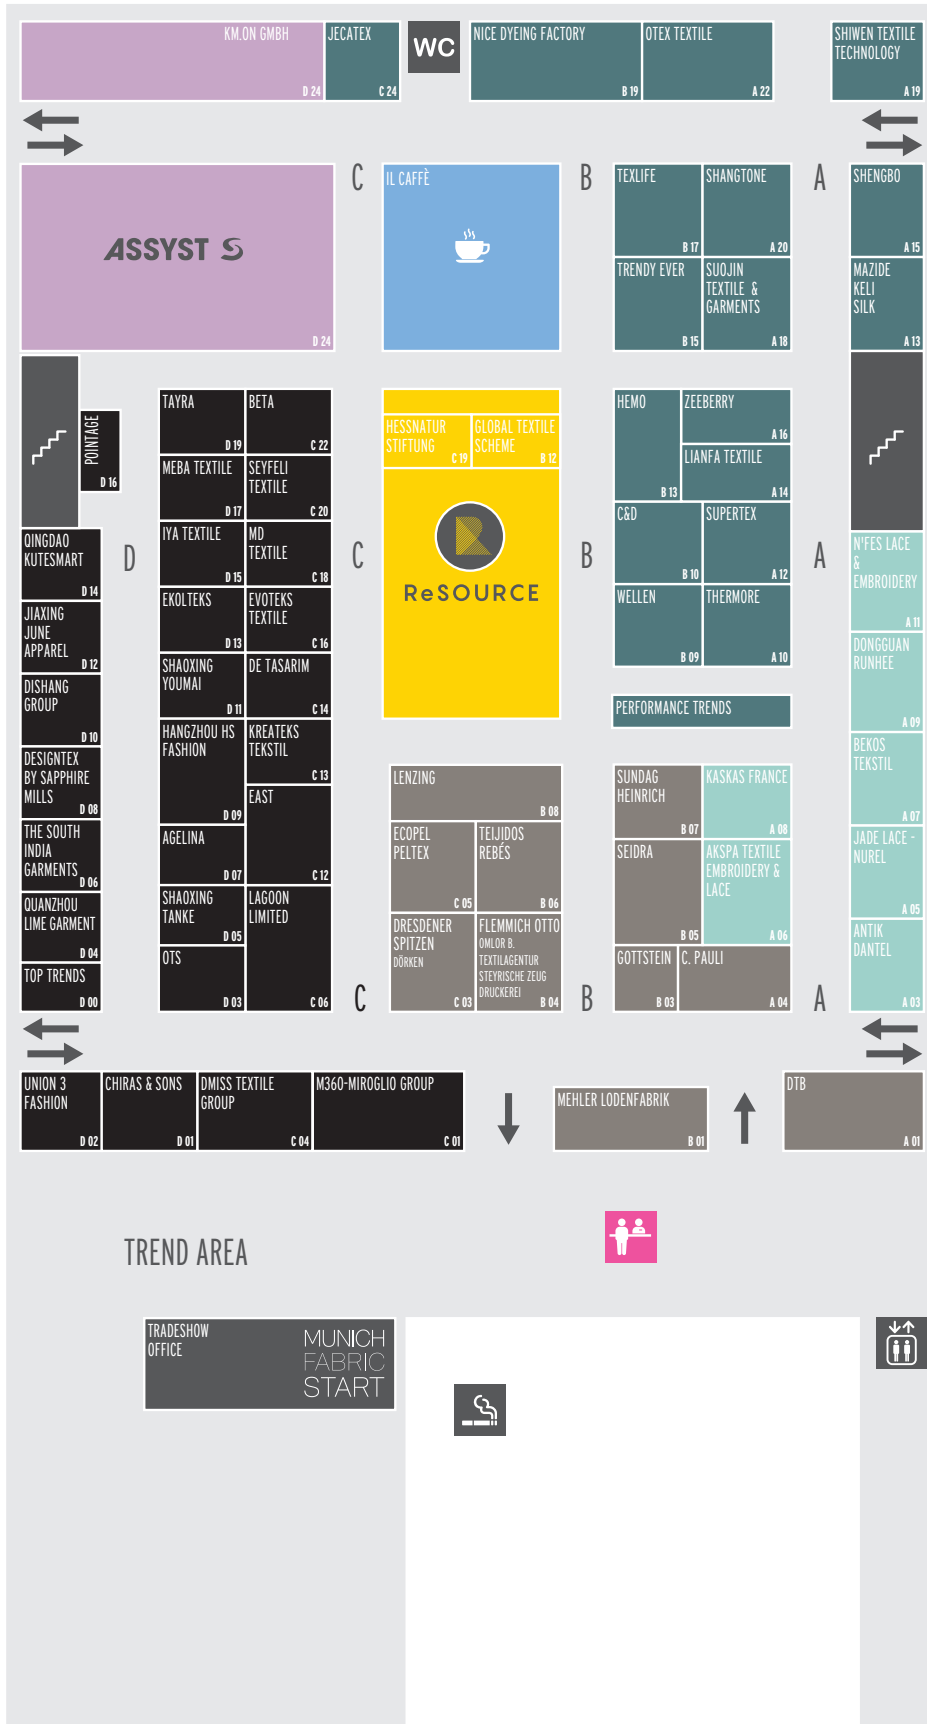 KM.ON GMBH
D 24
JECATEX
C 24
WC
NICE DYEING FACTORY
B 19
OTEX TEXTILE
A 22
SHIWEN TEXTILE
TECHNOLOGY
A 19
ASSYST S
D 24
C
IL CAFFÈ
B
TEXLIFE
B 17
SHANGTONE
A 20
TRENDY EVER
B 15
SUOJIN
TEXTILE &
GARMENTS
A 18
A
SHENGBO
A 15
MAZIDE
KELI
SILK
A 13
POINTAGE
D 16
TAYRA
D 19
BETA
C 22
MEBA TEXTILE
D 17
SEYFELI
TEXTILE
C 20
IYA TEXTILE
D 15
MD
TEXTILE
C 18
EKOLTEKS
D 13
EVOTEKS
TEXTILE
C 16
SHAOXING
YOUMAI
D 11
DE TASARIM
C 14
HANGZHOU HS
FASHION
D 09
KREATEKS
TEKSTIL
C 13
EAST
C 12
AGELINA
D 07
SHAOXING
TANKE
D 05
LAGOON
LIMITED
C 06
OTS
D 03
HESSNATUR
STIFTUNG
C 19
GLOBAL TEXTILE
SCHEME
B 12
R
ReSOURCE
HEMO
B 13
ZEEBERRY
A 16
LIANFA TEXTILE
A 14
C&D
B 10
SUPERTEX
A 12
WELLEN
B 09
THERMORE
A 10
PERFORMANCE TRENDS
D
C
B
A
QINGDAO
KUTESMART
D 14
JIAXING
JUNE
APPAREL
D 12
DISHANG
GROUP
D 10
DESIGNTEX
BY SAPPHIRE
MILLS
D 08
THE SOUTH
INDIA
GARMENTS
D 06
QUANZHOU
LIME GARMENT
D 04
TOP TRENDS
D 00
N'FES LACE
&
EMBROIDERY
A 11
DONGGUAN
RUNHEE
A 09
BEKOS
TEKSTIL
A 07
JADE LACE -
NUREL
A 05
ANTIK
DANTEL
A 03
LENZING
B 08
ECOPEL
PELTEX
C 05
TEIJIDOS
REBÉS
B 06
DRESDENER
SPITZEN
DÖRKEN
C 03
FLEMMICH OTTO
OMLOR B.
TEXTILAGENTUR
STEYRISCHE ZEUG
DRUCKEREI
B 04
SUNDAG
HEINRICH
B 07
KASKAS FRANCE
A 08
SEIDRA
B 05
AKSPA TEXTILE
EMBROIDERY &
LACE
A 06
GOTTSTEIN
B 03
C. PAULI
A 04
C
B
A
UNION 3
FASHION
D 02
CHIRAS & SONS
D 01
DMISS TEXTILE
GROUP
C 04
M360-MIROGLIO GROUP
C 01
MEHLER LODENFABRIK
B 01
DTB
A 01
TREND AREA
TRADESHOW
OFFICE
MUNICH
FABRIC
START